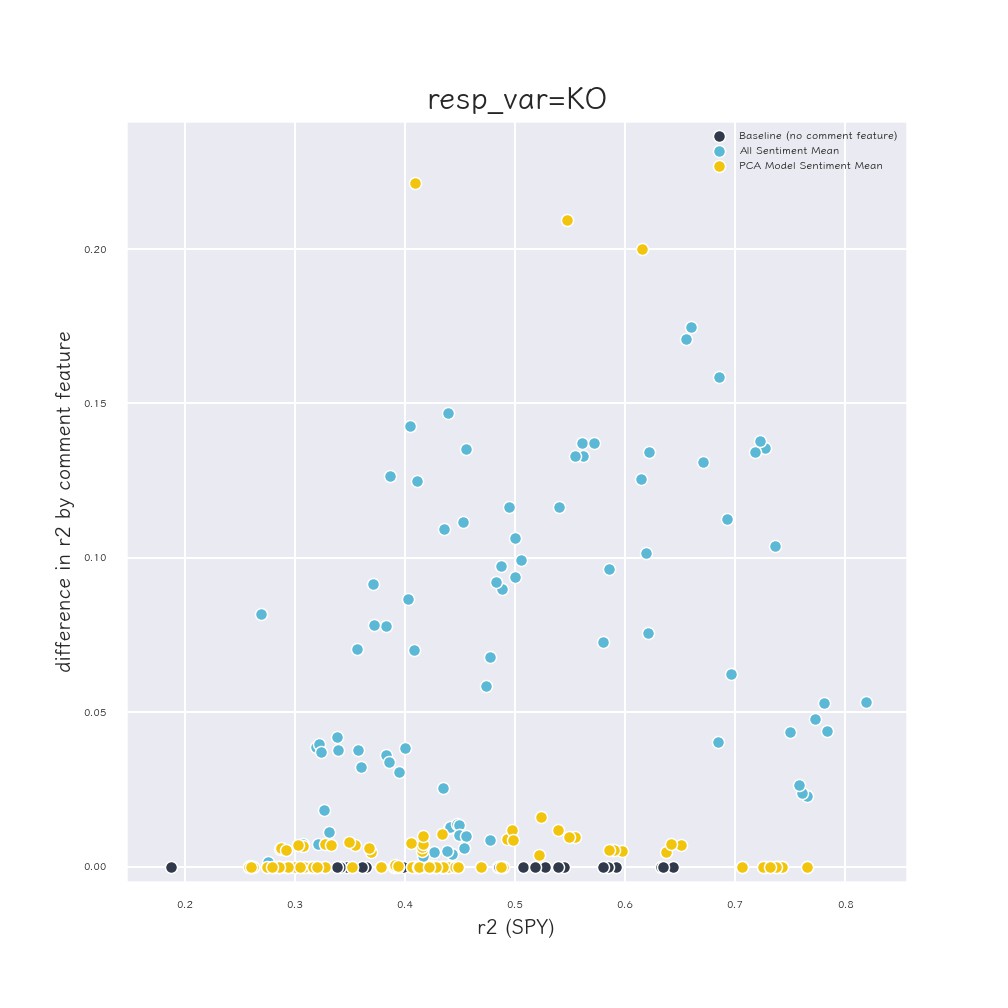 resp_var=KO
Baseline (no comment feature)
All Sentiment Mean
PCA Model Sentiment Mean
difference in r2 by comment feature
0.20
0.15
0.10
0.05
0.00
0.2 0.3 0.4 0.5 0.6 0.7 0.8
r2 (SPY)